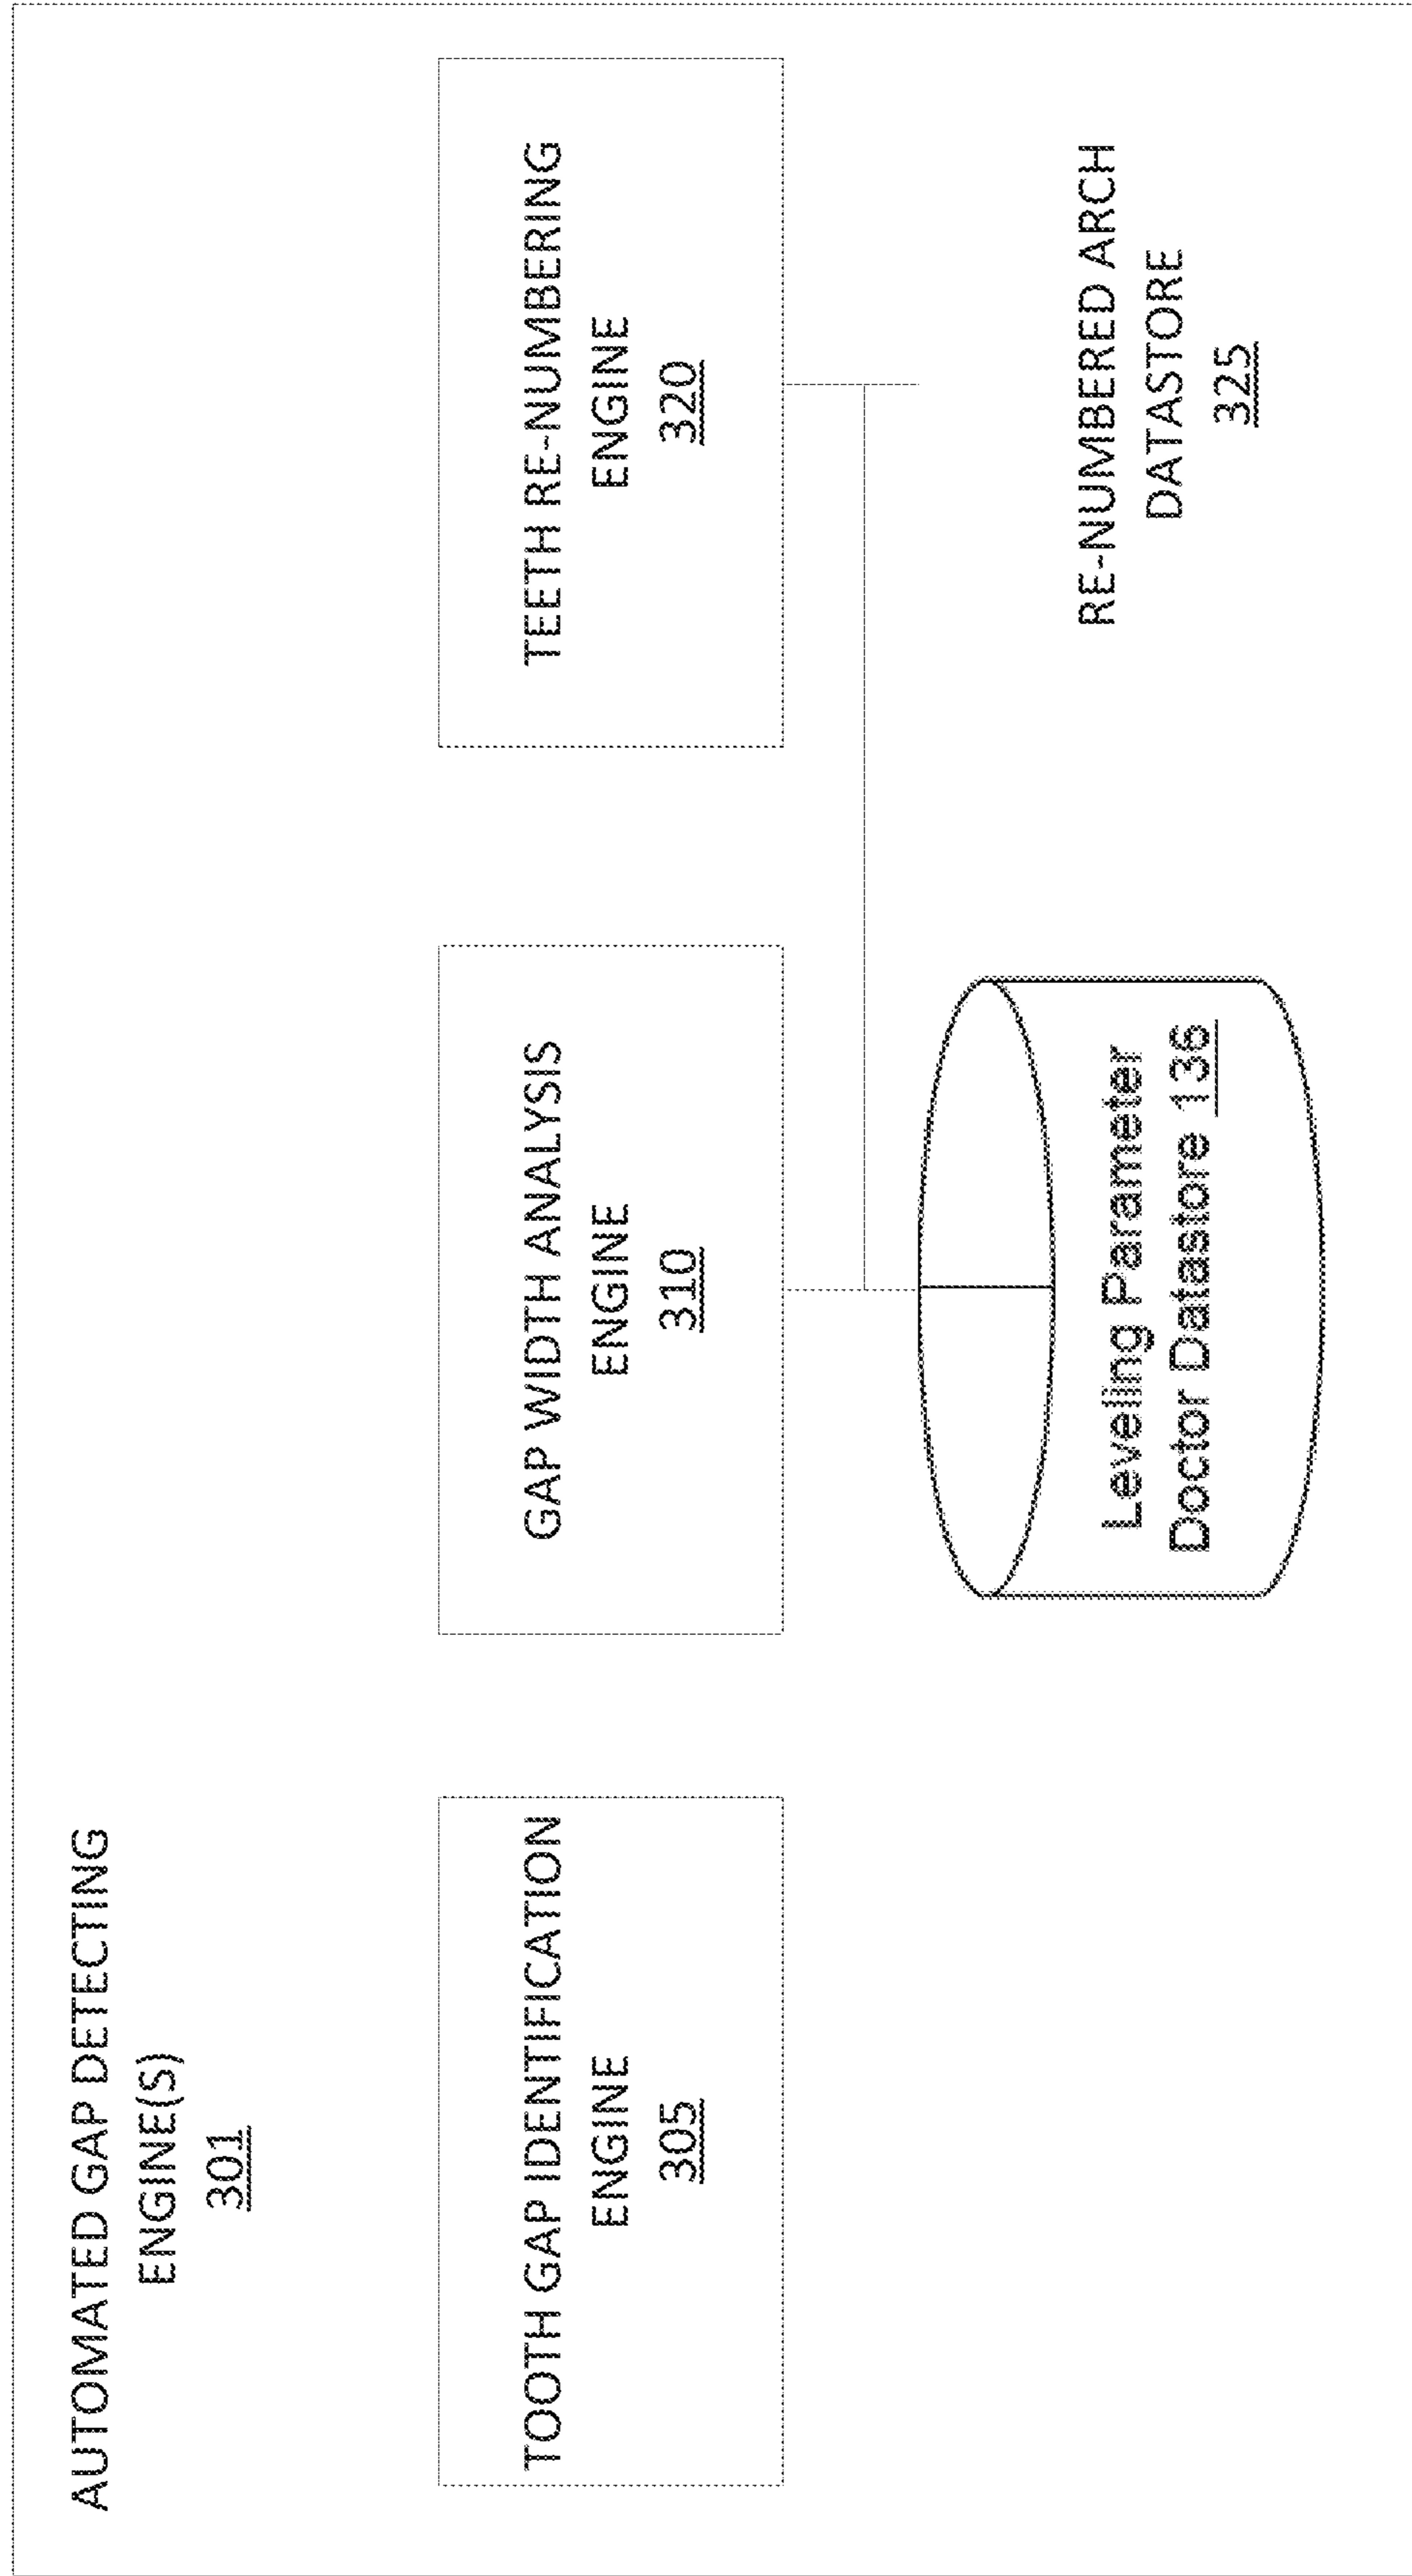 AUTOMATED GAP DETECTING
ENGINE(S)
301
TOOTH GAP IDENTIFICATION
ENGINE
305
GAP WIDTH ANALYSIS
ENGINE
310
TEETH RE-NUMBERING
ENGINE
320
Leveling Parameter
Doctor Datastore 136
RE-NUMBERED ARCH
DATASTORE
325